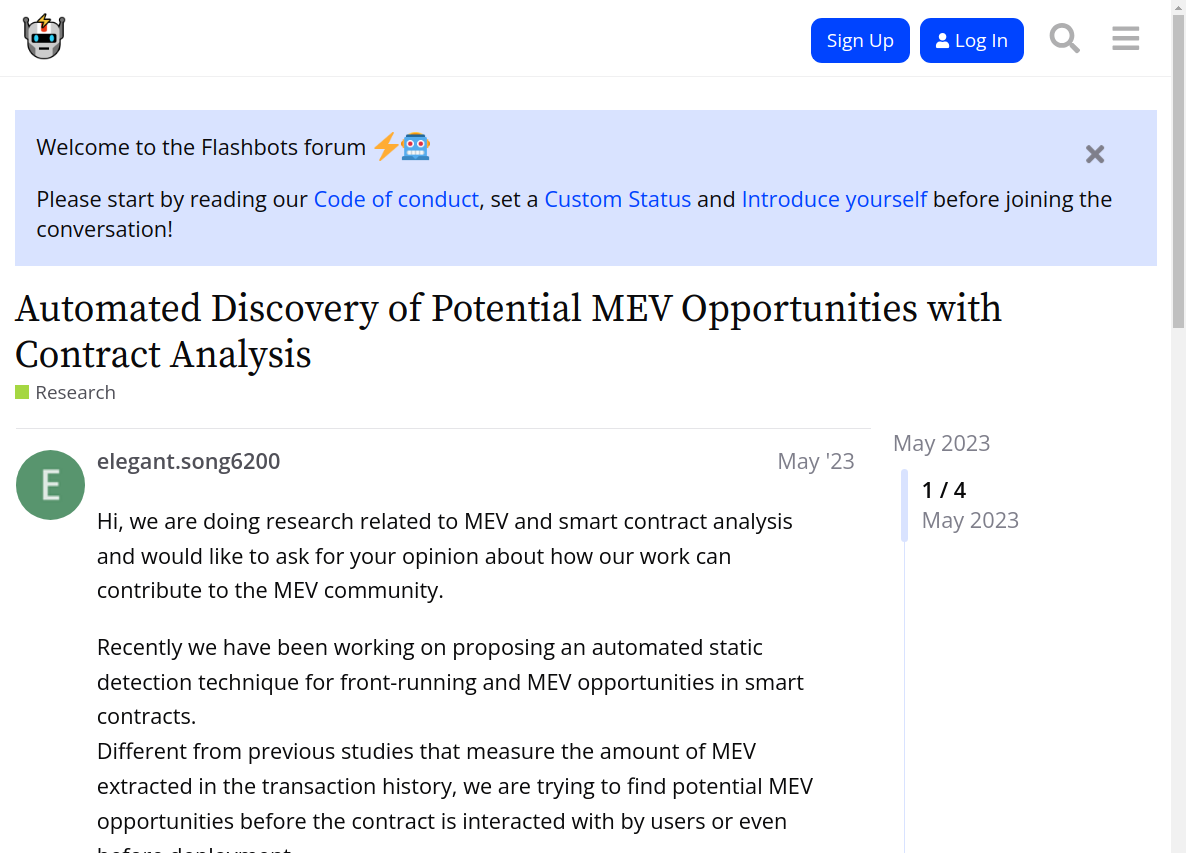 Sign Up
Log In
Welcome to the Flashbots forum
Please start by reading our Code of conduct, set a Custom Status and Introduce yourself before joining the
conversation!
Automated Discovery of Potential MEV Opportunities with
Contract Analysis
Research
elegant.song6200
May '23
May 2023
E
1 / 4
May 2023
Hi, we are doing research related to MEV and smart contract analysis
and would like to ask for your opinion about how our work can
contribute to the MEV community.
Recently we have been working on proposing an automated static
detection technique for front-running and MEV opportunities in smart
contracts.
Different from previous studies that measure the amount of MEV
extracted in the transaction history, we are trying to find potential MEV
opportunities before the contract is interacted with by users or even
before deployment.